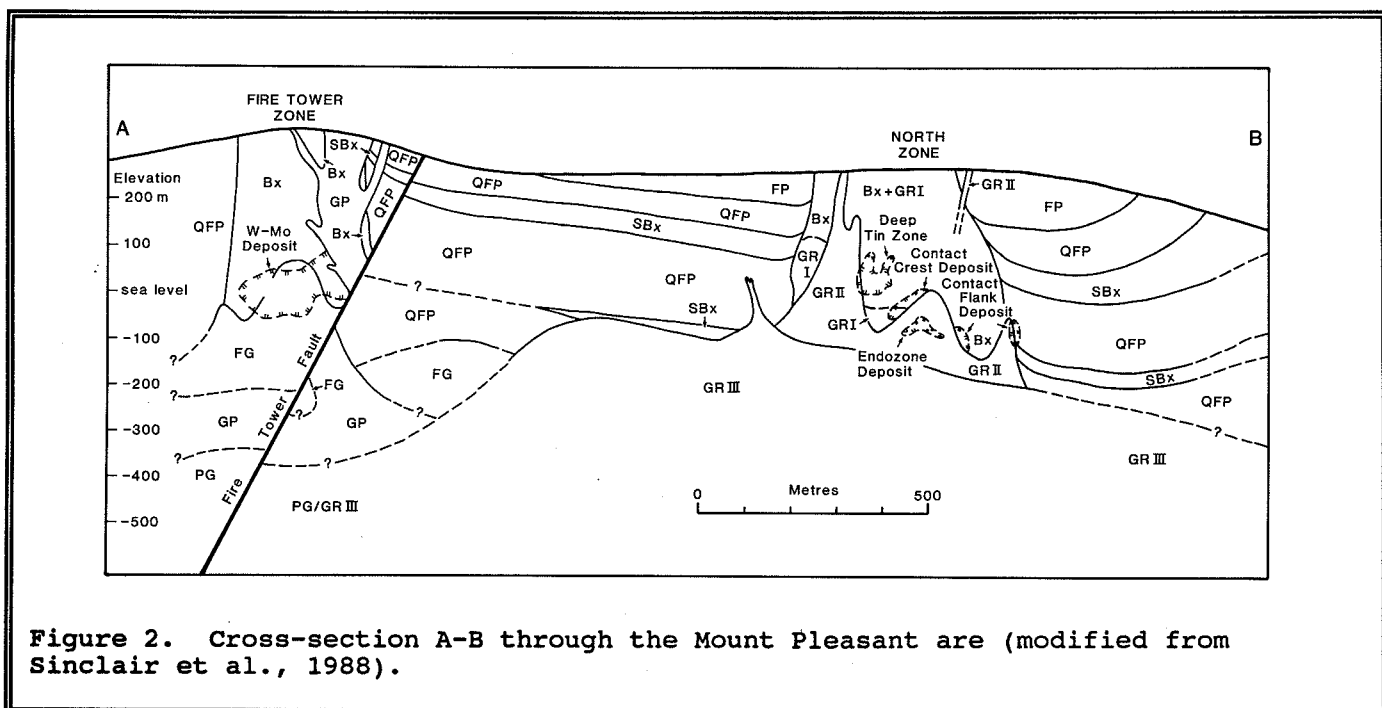 A
FIRE TOWER
ZONE
NORTH
ZONE
B
Elevation
200 m
100
sea level
-100
-200
-300
-400
-500
QFP
Bx
Bx
GP
SBx
QFP
QFP
Bx
W-Mo
Deposit
?
FG
?
FG
?
GP
?
PG
Fire Tower Fault
QFP
FP
QFP
SBx
QFP
?
QFP
SBx
?
FG
?
GP
?
PG/GR III
Bx
GR
I
Bx+GRI
Deep
Tin Zone
Contact
Crest Deposit
Contact
Flank
Deposit
GR II
GRI
Bx
Endozone
Deposit
GR II
GR II
FP
QFP
SBx
QFP
SBx
QFP
?
GR III
GR III
0 Metres 500
Figure 2. Cross-section A-B through the Mount Pleasant are (modified from
Sinclair et al., 1988).